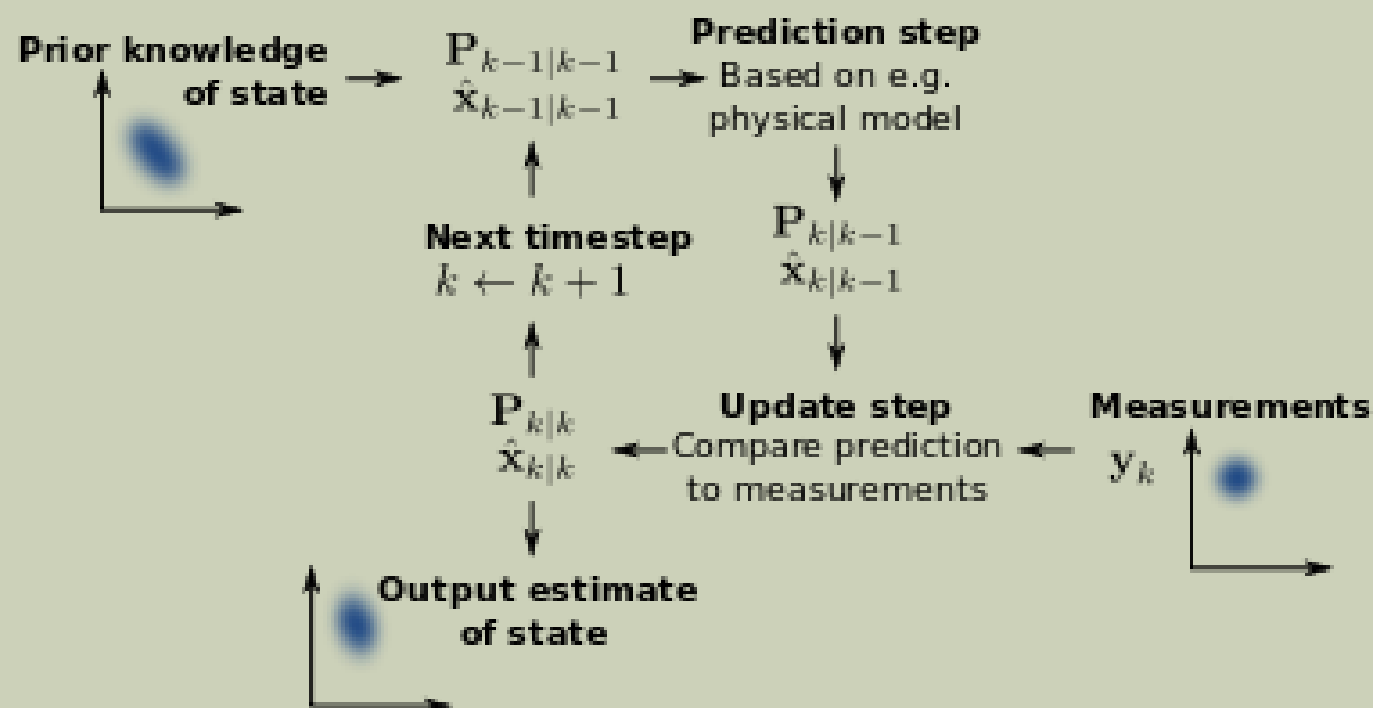 Prior knowledge
of state
P_{k−1|k−1}
x̂_{k−1|k−1}
Prediction step
Based on e.g.
physical model
P_{k|k−1}
x̂_{k|k−1}
Next timestep
k ← k + 1
P_{k|k}
x̂_{k|k}
Update step
Compare prediction
to measurements
Measurements
y_k
Output estimate
of state